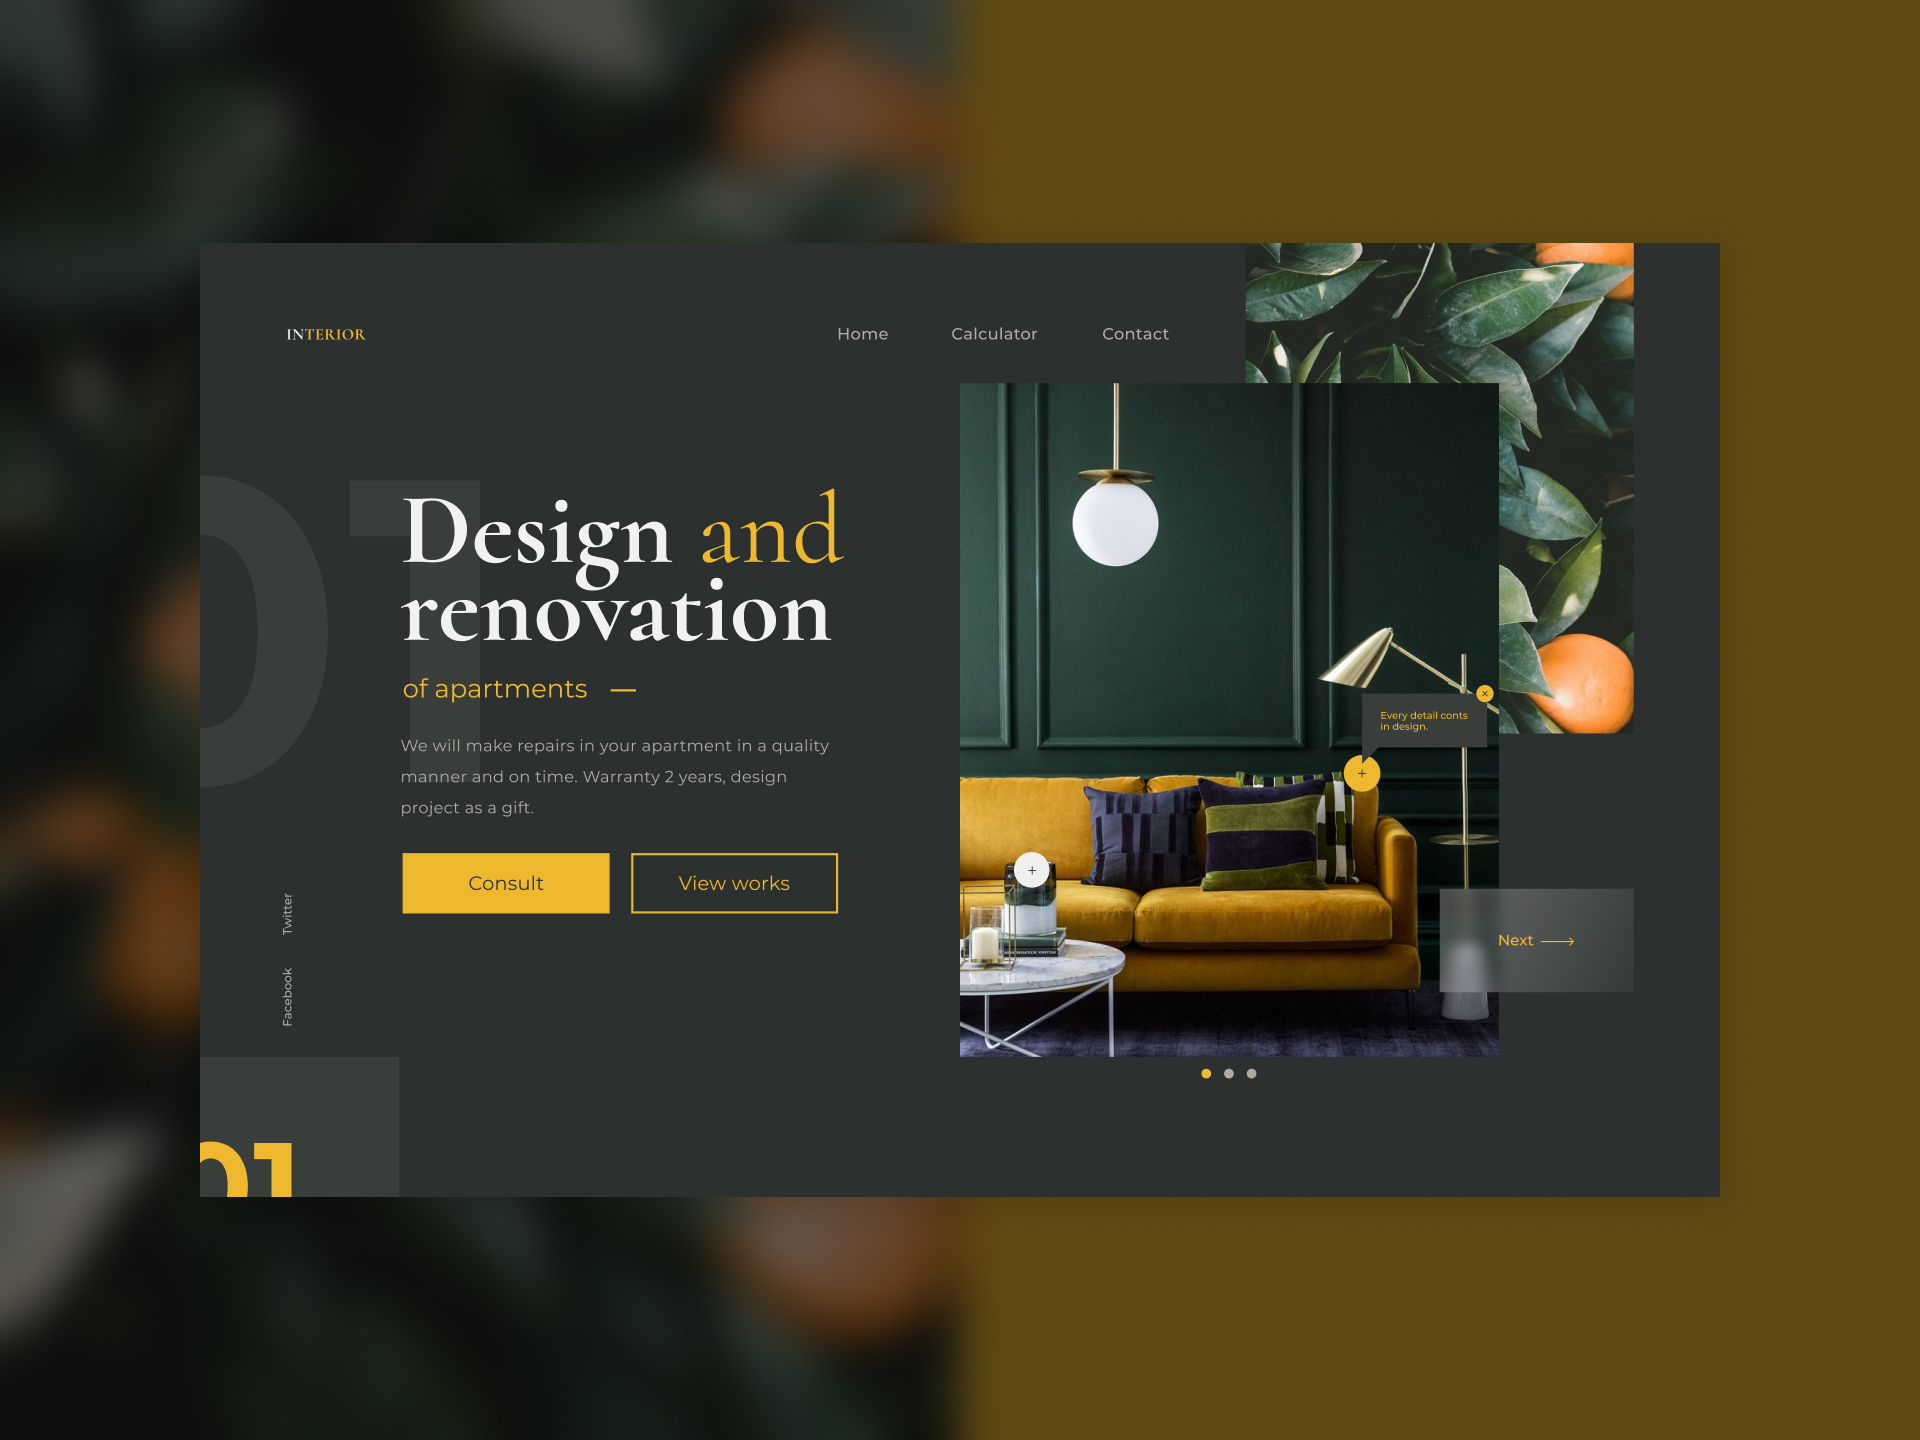 INTERIOR
Home Calculator Contact
01
Design and
renovation
of apartments —
We will make repairs in your apartment in a quality
manner and on time. Warranty 2 years, design
project as a gift.
Consult View works
Every detail conts
in design.
Next
Twitter
Facebook
01